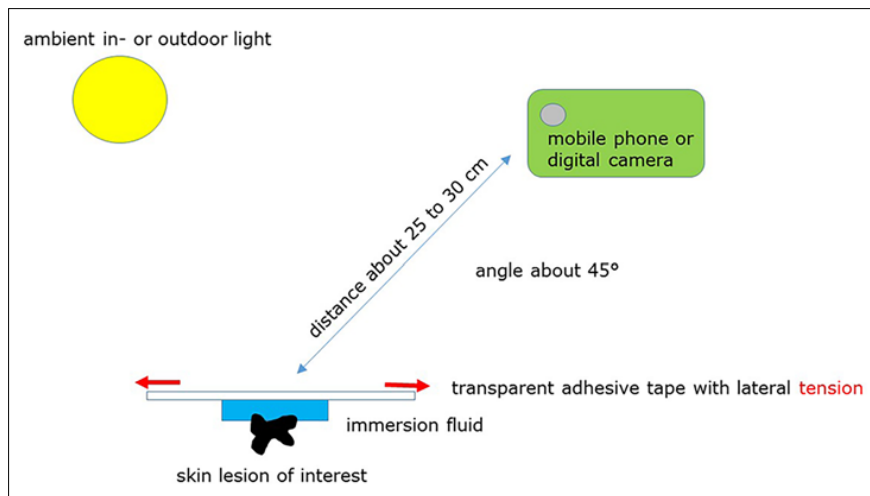 ambient in- or outdoor light
mobile phone or
digital camera
distance about 25 to 30 cm
angle about 45°
transparent adhesive tape with lateral tension
immersion fluid
skin lesion of interest